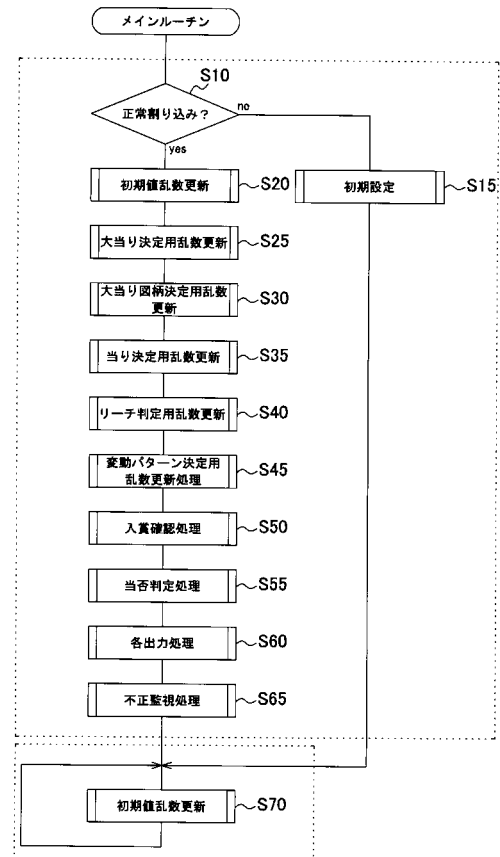 メインルーチン
S10
正常割り込み？
no
yes
初期値乱数更新
S20
初期設定
S15
大当り決定用乱数更新
S25
大当り図柄決定用乱数
更新
S30
当り決定用乱数更新
S35
リーチ判定用乱数更新
S40
変動パターン決定用
乱数更新処理
S45
入賞確認処理
S50
当否判定処理
S55
各出力処理
S60
不正監視処理
S65
初期値乱数更新
S70